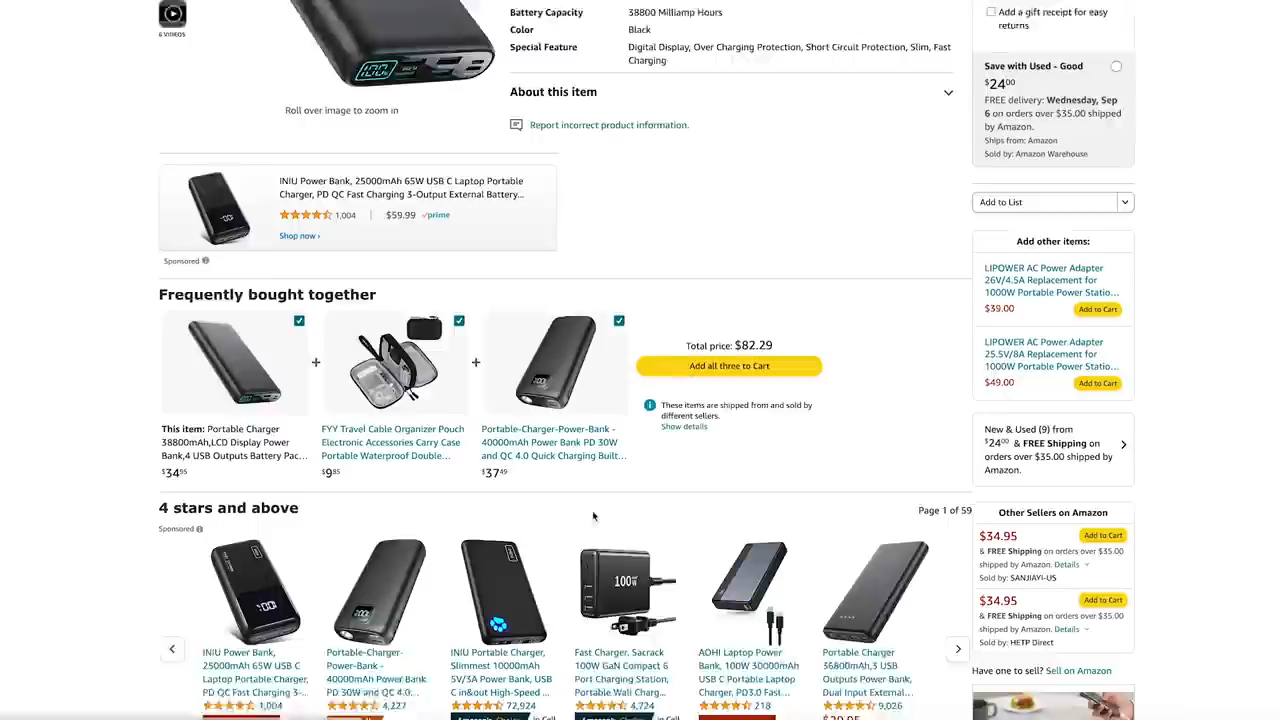 6 VIDEOS
Roll over image to zoom in
Battery Capacity 38800 Milliamp Hours
Color Black
Special Feature Digital Display, Over Charging Protection, Short Circuit Protection, Slim, Fast
Charging
About this item
Report incorrect product information.
INIU Power Bank, 25000mAh 65W USB C Laptop Portable
Charger, PD QC Fast Charging 3-Output External Battery...
1,004 | $59.99 prime
Shop now ›
Sponsored
Frequently bought together
This item: Portable Charger
38800mAh,LCD Display Power
Bank,4 USB Outputs Battery Pac...
$3495
FYY Travel Cable Organizer Pouch
Electronic Accessories Carry Case
Portable Waterproof Double...
$985
Portable-Charger-Power-Bank -
40000mAh Power Bank PD 30W
and QC 4.0 Quick Charging Built...
$3749
Total price: $82.29
Add all three to Cart
These items are shipped from and sold by
different sellers.
Show details
4 stars and above
Page 1 of 59
Sponsored
100W
INIU Power Bank,
25000mAh 65W USB C
Laptop Portable Charger,
PD QC Fast Charging 3-...
1,004
Portable-Charger-
Power-Bank -
40000mAh Power Bank
PD 30W and QC 4.0...
4,227
INIU Portable Charger,
Slimmest 10000mAh
5V/3A Power Bank, USB
C in&out High-Speed ...
72,924
Fast Charger, Sacrack
100W GaN Compact 6
Port Charging Station,
Portable Wall Charg...
4,724
AOHI Laptop Power
Bank, 100W 30000mAh
USB C Portable Laptop
Charger, PD3.0 Fast...
218
Portable Charger
36800mAh,3 USB
Outputs Power Bank,
Dual Input External...
9,026
$29.95
Add a gift receipt for easy
returns
Save with Used - Good
$2400
FREE delivery: Wednesday, Sep
6 on orders over $35.00 shipped
by Amazon.
Ships from: Amazon
Sold by: Amazon Warehouse
Add to List
Add other items:
LIPOWER AC Power Adapter
26V/4.5A Replacement for
1000W Portable Power Statio...
$39.00 Add to Cart
LIPOWER AC Power Adapter
25.5V/8A Replacement for
1000W Portable Power Statio...
$49.00 Add to Cart
New & Used (9) from
$2400 & FREE Shipping on
orders over $35.00 shipped by
Amazon.
Other Sellers on Amazon
$34.95 Add to Cart
& FREE Shipping on orders over $35.00
shipped by Amazon. Details
Sold by: SANJIAYI-US
$34.95 Add to Cart
& FREE Shipping on orders over $35.00
shipped by Amazon. Details
Sold by: HETP Direct
Have one to sell? Sell on Amazon